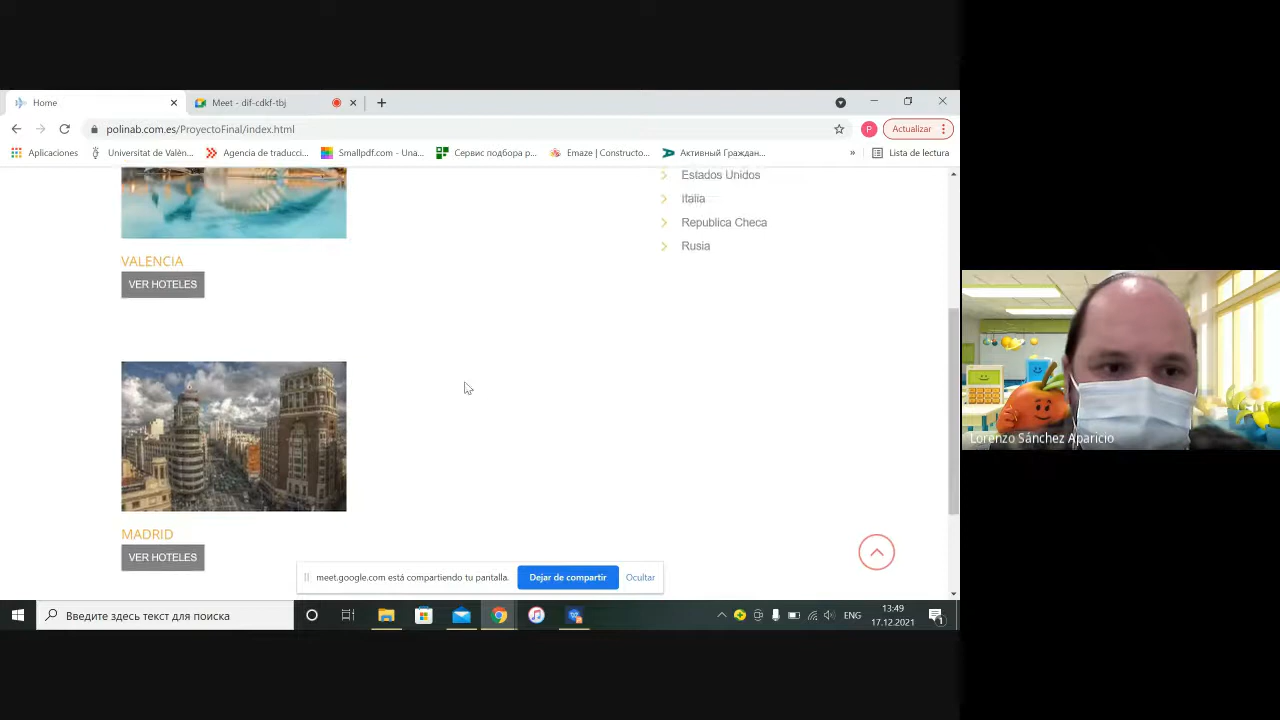 Home
Meet - dif-cdkf-tbj
polinab.com.es/ProyectoFinal/index.html
P
Actualizar
Aplicaciones
Universitat de Valèn...
Agencia de traducci...
Smallpdf.com - Una...
Сервис подбора р...
Emaze | Constructo...
Активный Граждан...
»
Lista de lectura
Estados Unidos
Italia
Republica Checa
Rusia
VALENCIA
VER HOTELES
MADRID
VER HOTELES
meet.google.com está compartiendo tu pantalla.
Dejar de compartir
Ocultar
Lorenzo Sánchez Aparicio
Введите здесь текст для поиска
ENG
13:49
17.12.2021
1